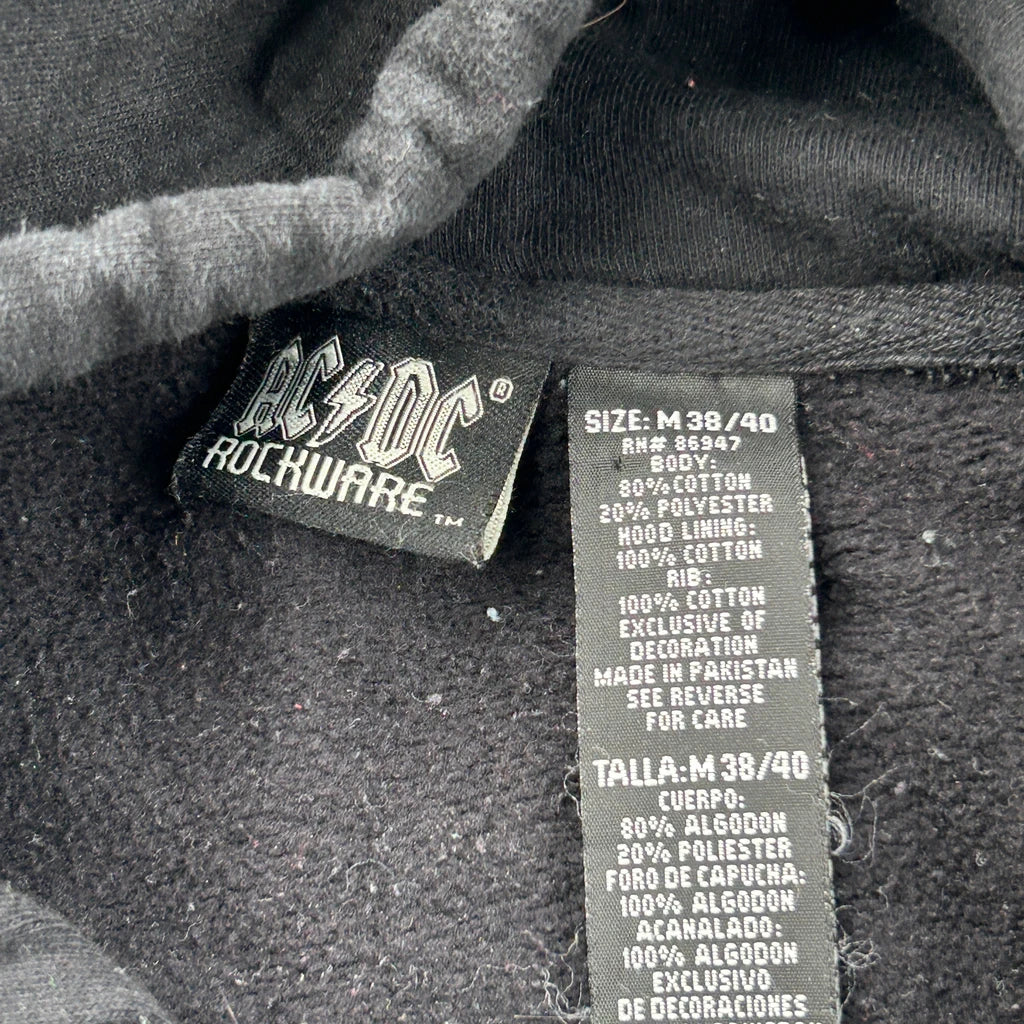 AC⚡DC®
ROCKWARE™
SIZE: M 38/40
RN# 86947
BODY:
80% COTTON
20% POLYESTER
HOOD LINING:
100% COTTON
RIB:
100% COTTON
EXCLUSIVE OF
DECORATION
MADE IN PAKISTAN
SEE REVERSE
FOR CARE
TALLA: M 38/40
CUERPO:
80% ALGODON
20% POLIESTER
FORO DE CAPUCHA:
100% ALGODON
ACANALADO:
100% ALGODON
EXCLUSIVO
DE DECORACIONES